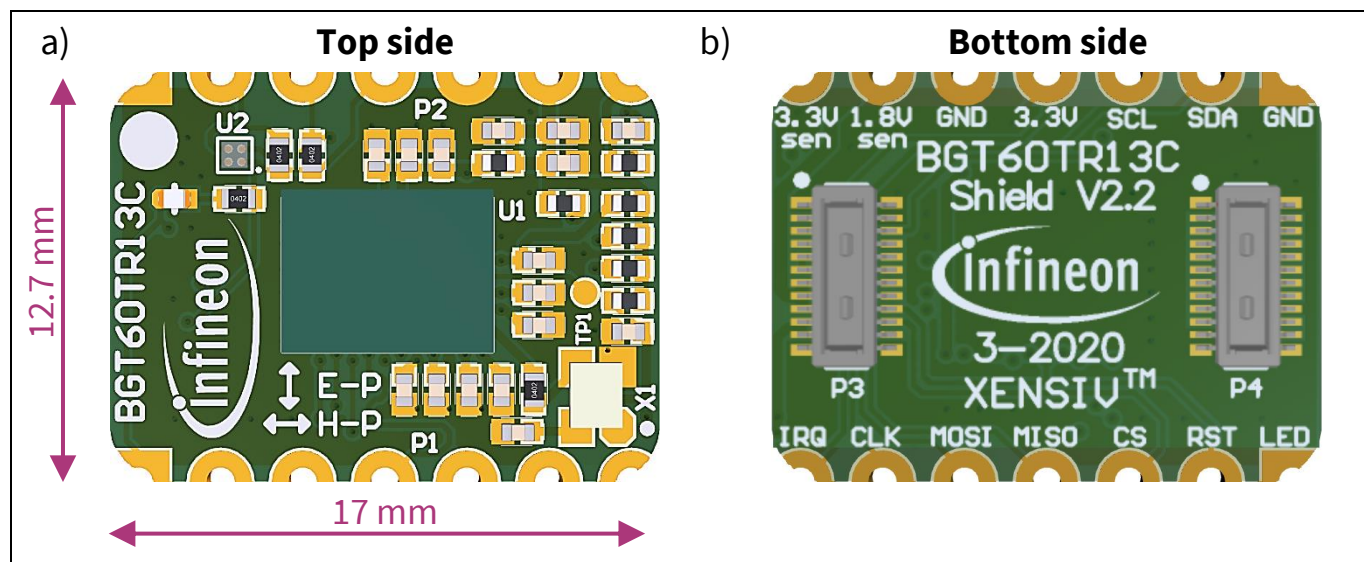 a)
Top side
b)
Bottom side
12.7 mm
17 mm
P2
U2
0402
0402
0402
U1
BGT60TR13C
infineon
TP1
E-P
H-P
0402
X1
P1
3.3V sen
1.8V sen
GND
3.3V
SCL
SDA
GND
BGT60TR13C
Shield V2.2
infineon
3-2020
XENSIV™
P3
P4
IRQ
CLK
MOSI
MISO
CS
RST
LED